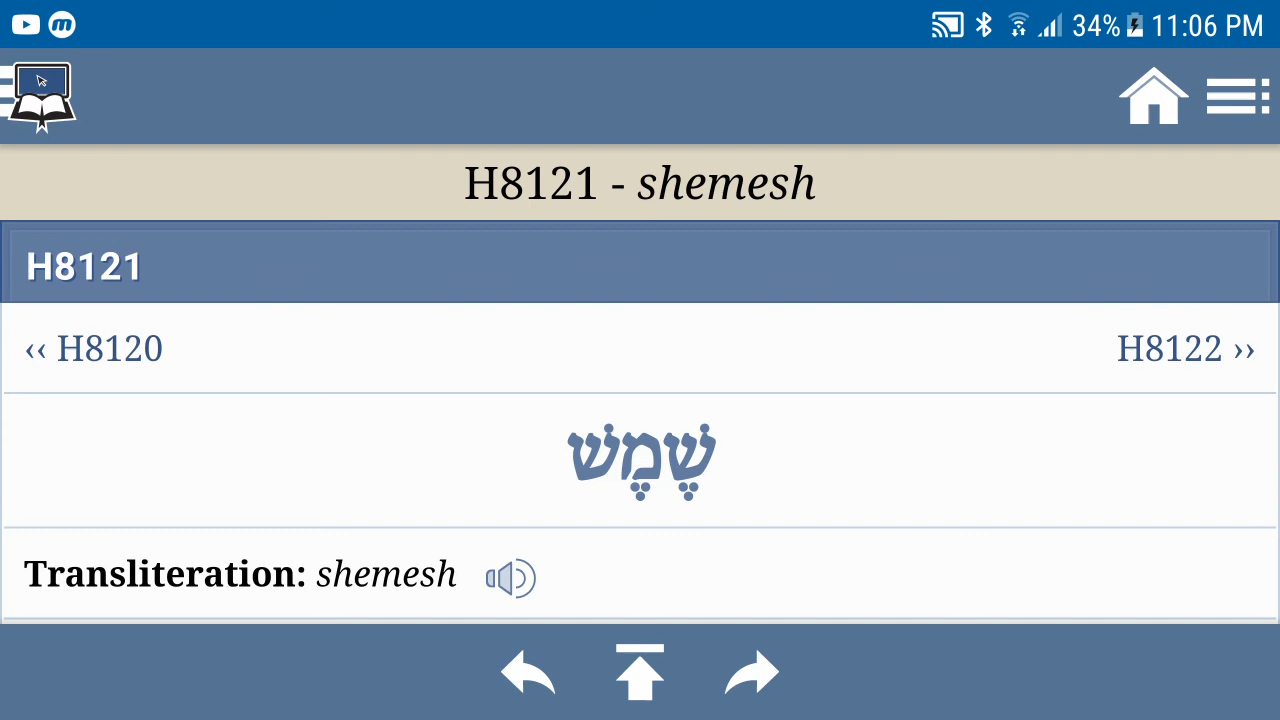 34% 11:06 PM
H8121 - shemesh
H8121
‹‹ H8120 H8122 ››
שֶׁמֶשׁ
Transliteration: shemesh